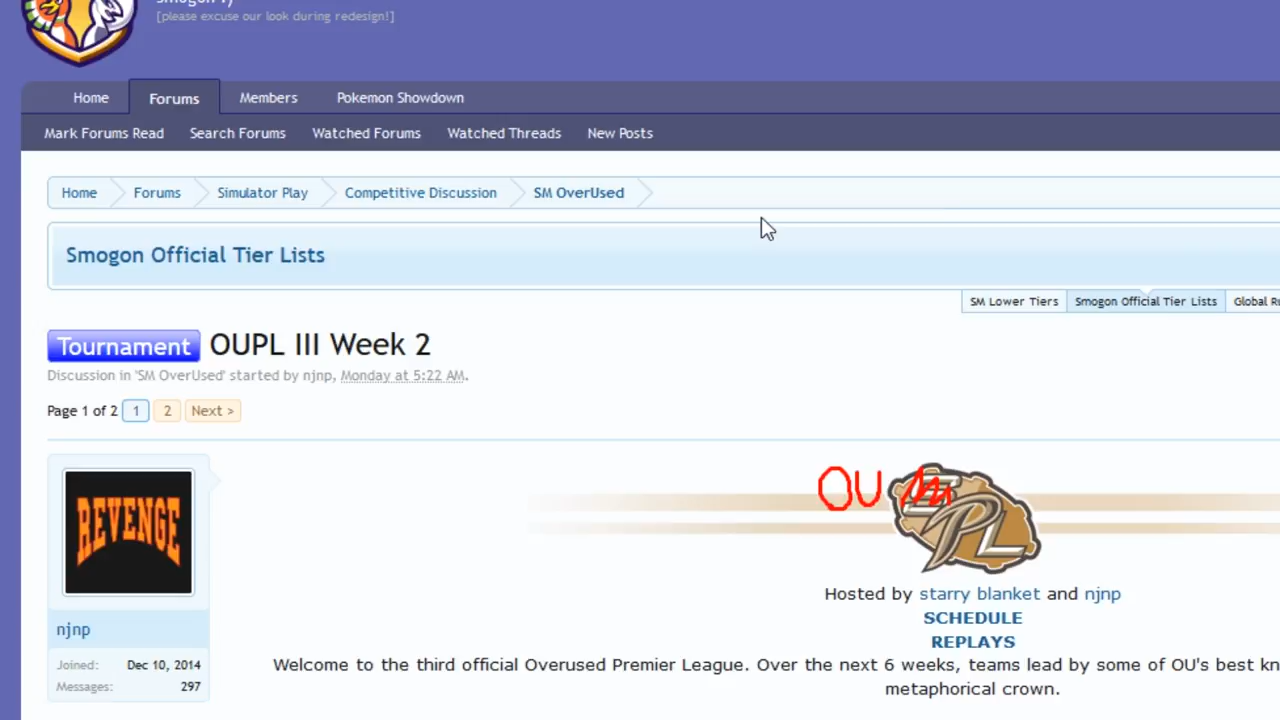 [please excuse our look during redesign!]
Home Forums Members Pokemon Showdown
Mark Forums Read Search Forums Watched Forums Watched Threads New Posts
Home Forums Simulator Play Competitive Discussion SM OverUsed
Smogon Official Tier Lists
SM Lower Tiers Smogon Official Tier Lists Global
Tournament OUPL III Week 2
Discussion in 'SM OverUsed' started by njnp, Monday at 5:22 AM.
Page 1 of 2 1 2 Next >
REVENGE
OU
PL
Hosted by starry blanket and njnp
SCHEDULE
REPLAYS
njnp
Joined: Dec 10, 2014
Messages: 297
Welcome to the third official Overused Premier League. Over the next 6 weeks, teams lead by some of OU's best
metaphorical crown.